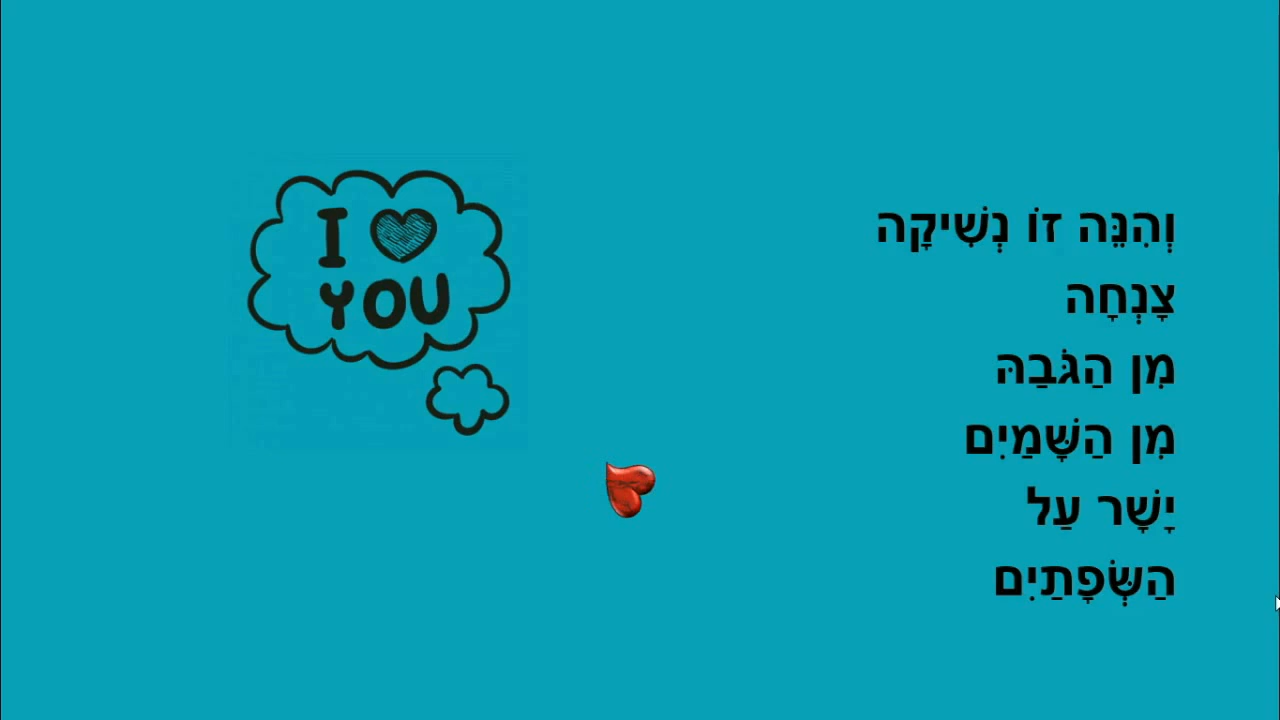 I ♥
YOU
וְהִנֵּה זוֹ נְשִׁיקָה
צָנְחָה
מִן הַגֹּבַהּ
מִן הַשָּׁמַיִם
יָשָׁר עַל
הַשְּׂפָתַיִם